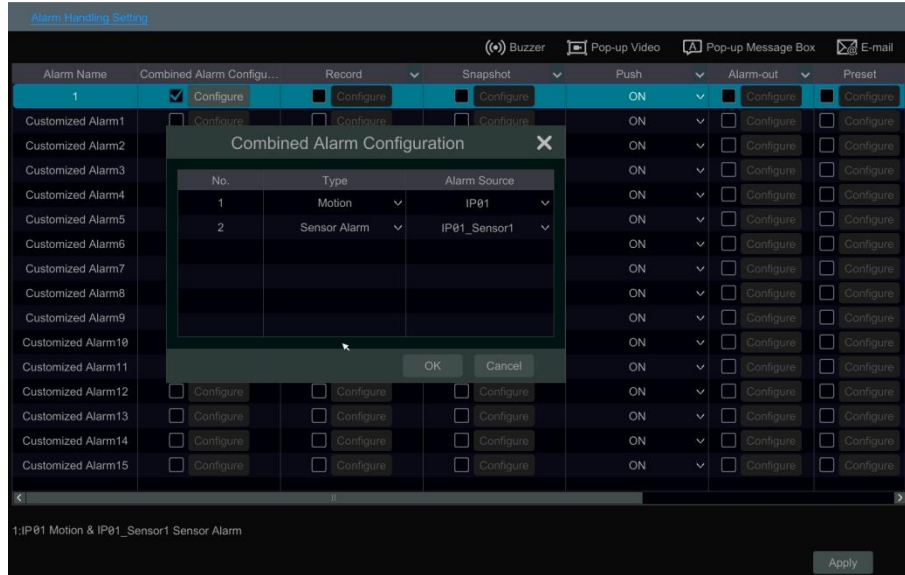 Alarm Handling Setting
Buzzer Pop-up Video Pop-up Message Box E-mail
Alarm Name Combined Alarm Configu... Record Snapshot Push Alarm-out Preset
1 Configure Configure Configure ON Configure Configure
Customized Alarm1 Configure Configure Configure ON Configure Configure
Customized Alarm2 ON Configure Configure
Customized Alarm3 ON Configure Configure
Customized Alarm4 ON Configure Configure
Customized Alarm5 ON Configure Configure
Customized Alarm6 ON Configure Configure
Customized Alarm7 ON Configure Configure
Customized Alarm8 ON Configure Configure
Customized Alarm9 ON Configure Configure
Customized Alarm10 ON Configure Configure
Customized Alarm11 ON Configure Configure
Customized Alarm12 Configure Configure Configure ON Configure Configure
Customized Alarm13 Configure Configure Configure ON Configure Configure
Customized Alarm14 Configure Configure Configure ON Configure Configure
Customized Alarm15 Configure Configure Configure ON Configure Configure
Combined Alarm Configuration
No. Type Alarm Source
1 Motion IP01
2 Sensor Alarm IP01_Sensor1
OK Cancel
1:IP01 Motion & IP01_Sensor1 Sensor Alarm
Apply